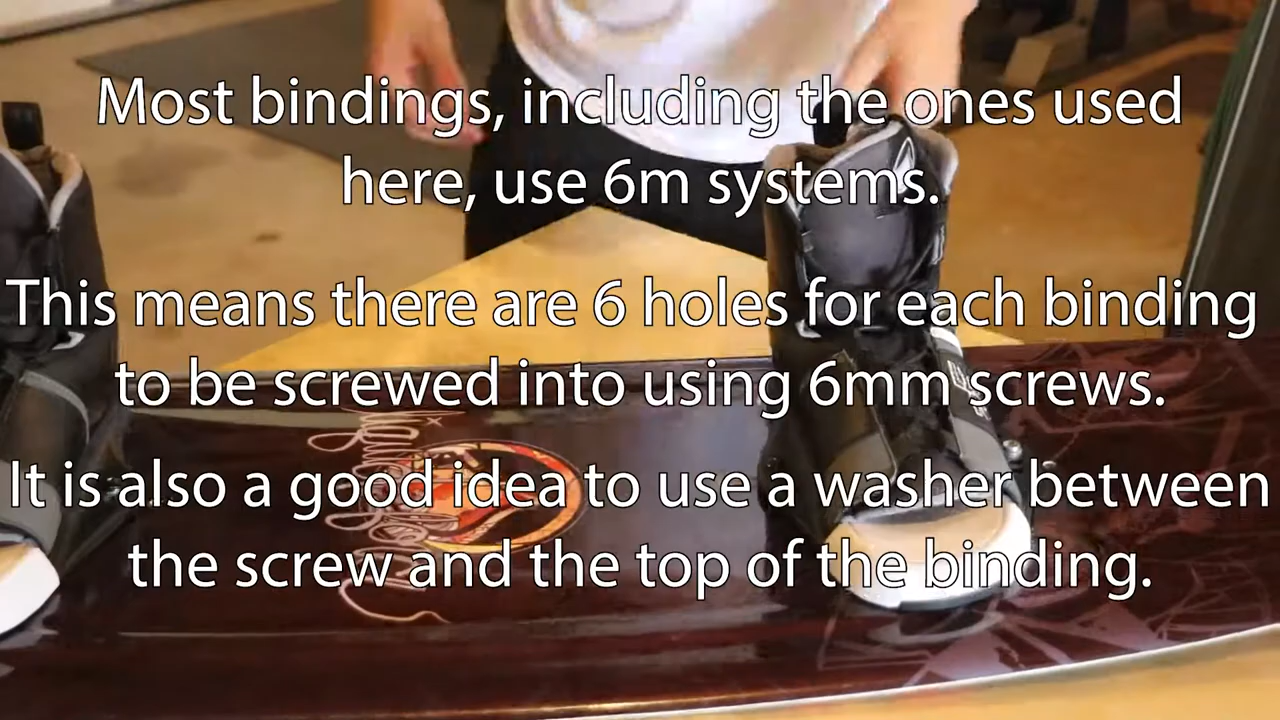 Most bindings, including the ones used
here, use 6m systems.
This means there are 6 holes for each binding
to be screwed into using 6mm screws.
It is also a good idea to use a washer between
the screw and the top of the binding.